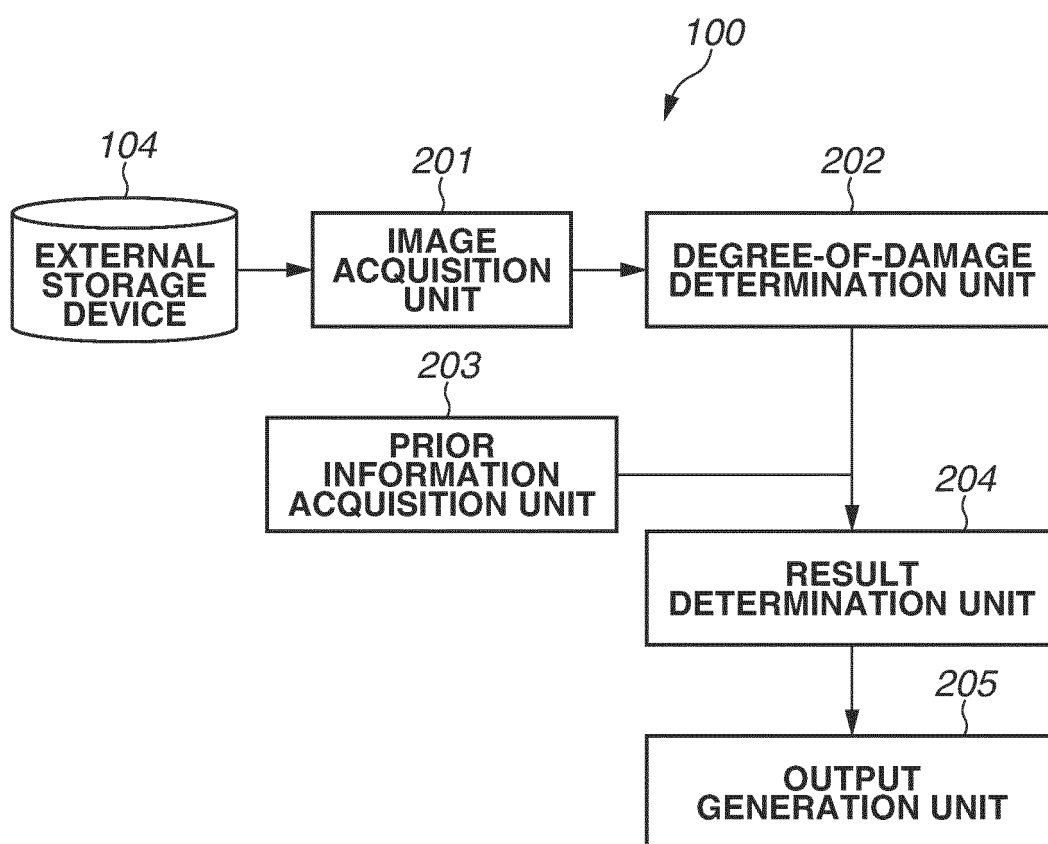 100
104
EXTERNAL
STORAGE
DEVICE
201
IMAGE
ACQUISITION
UNIT
202
DEGREE-OF-DAMAGE
DETERMINATION UNIT
203
PRIOR
INFORMATION
ACQUISITION UNIT
204
RESULT
DETERMINATION UNIT
205
OUTPUT
GENERATION UNIT